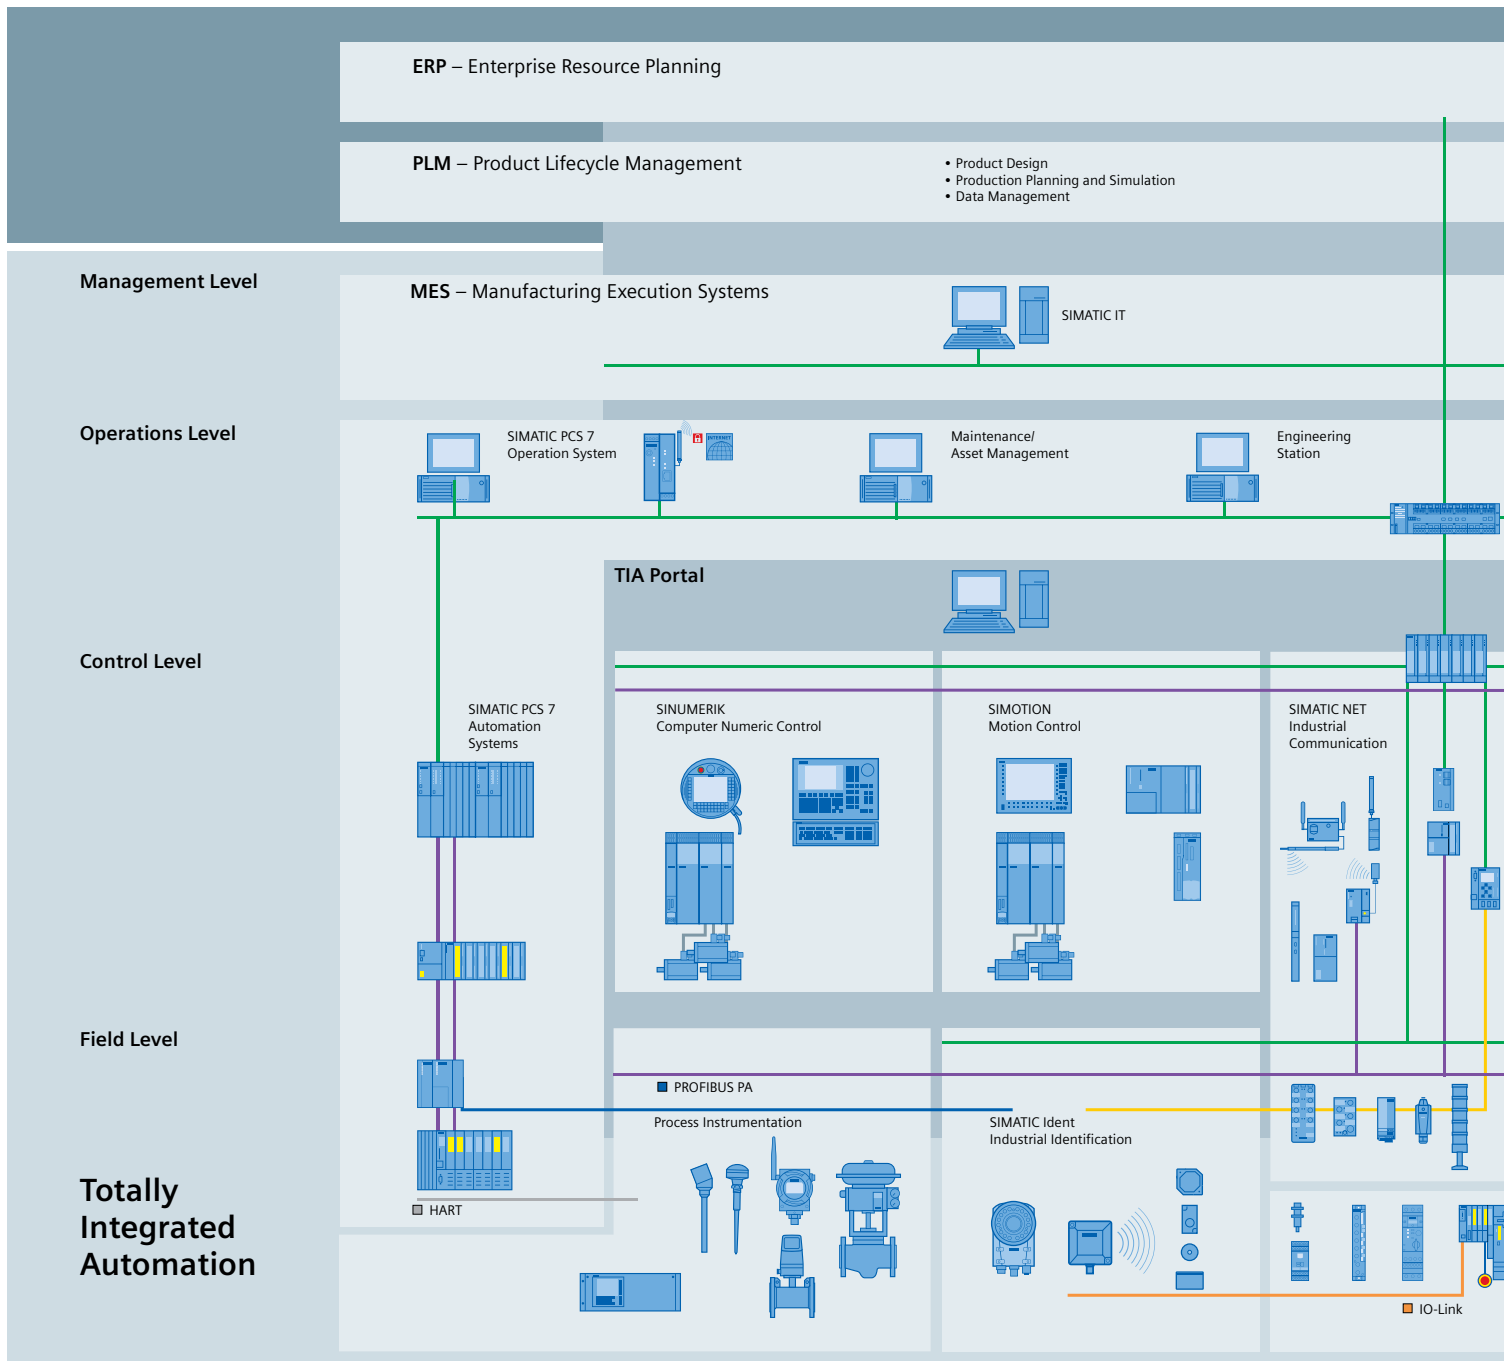 ERP – Enterprise Resource Planning
PLM – Product Lifecycle Management
• Product Design
• Production Planning and Simulation
• Data Management
Management Level
MES – Manufacturing Execution Systems
SIMATIC IT
Operations Level
SIMATIC PCS 7
Operation System
INTERNET
Maintenance/
Asset Management
Engineering
Station
TIA Portal
Control Level
SIMATIC PCS 7
Automation
Systems
SINUMERIK
Computer Numeric Control
SIMOTION
Motion Control
SIMATIC NET
Industrial
Communication
Field Level
PROFIBUS PA
Process Instrumentation
SIMATIC Ident
Industrial Identification
HART
IO-Link
Totally
Integrated
Automation